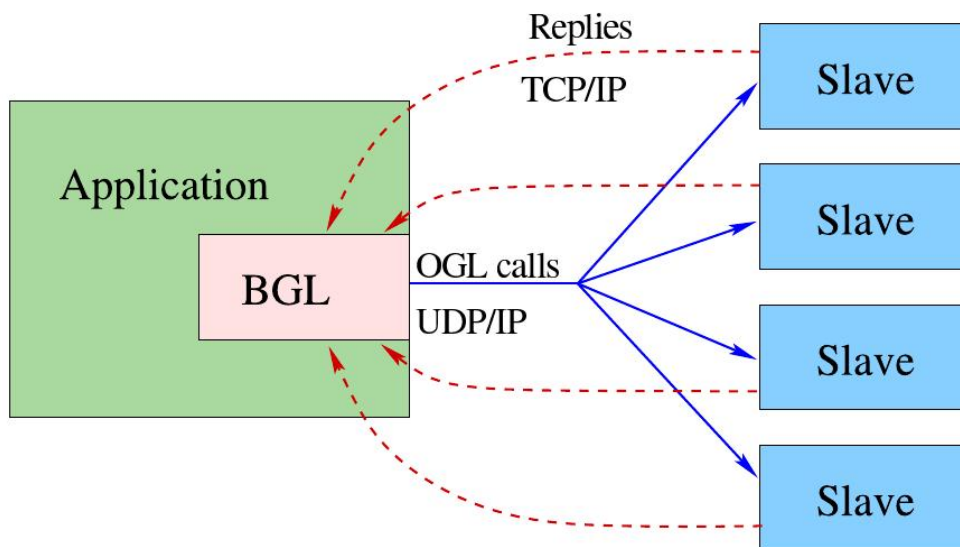 Replies
TCP/IP
Slave
Application
Slave
BGL
OGL calls
UDP/IP
Slave
Slave